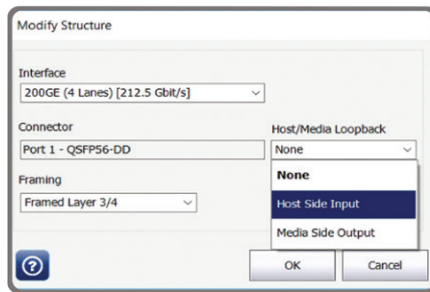 Modify Structure
Interface
200GE (4 Lanes) [212.5 Gbit/s]
Connector
Host/Media Loopback
Port 1 - QSFP56-DD
None
Framing
None
Framed Layer 3/4
Host Side Input
Media Side Output
?
OK
Cancel